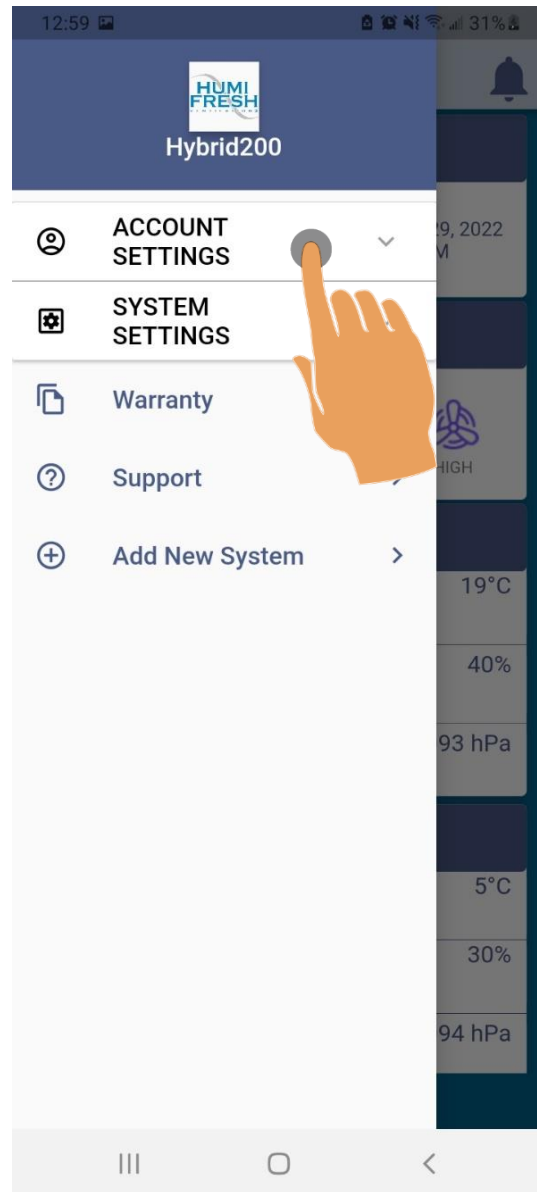 12:59
31%
HUMI
FRESH
Hybrid200
ACCOUNT
SETTINGS
SYSTEM
SETTINGS
Warranty
Support
Add New System
29, 2022
M
HIGH
19°C
40%
93 hPa
5°C
30%
94 hPa